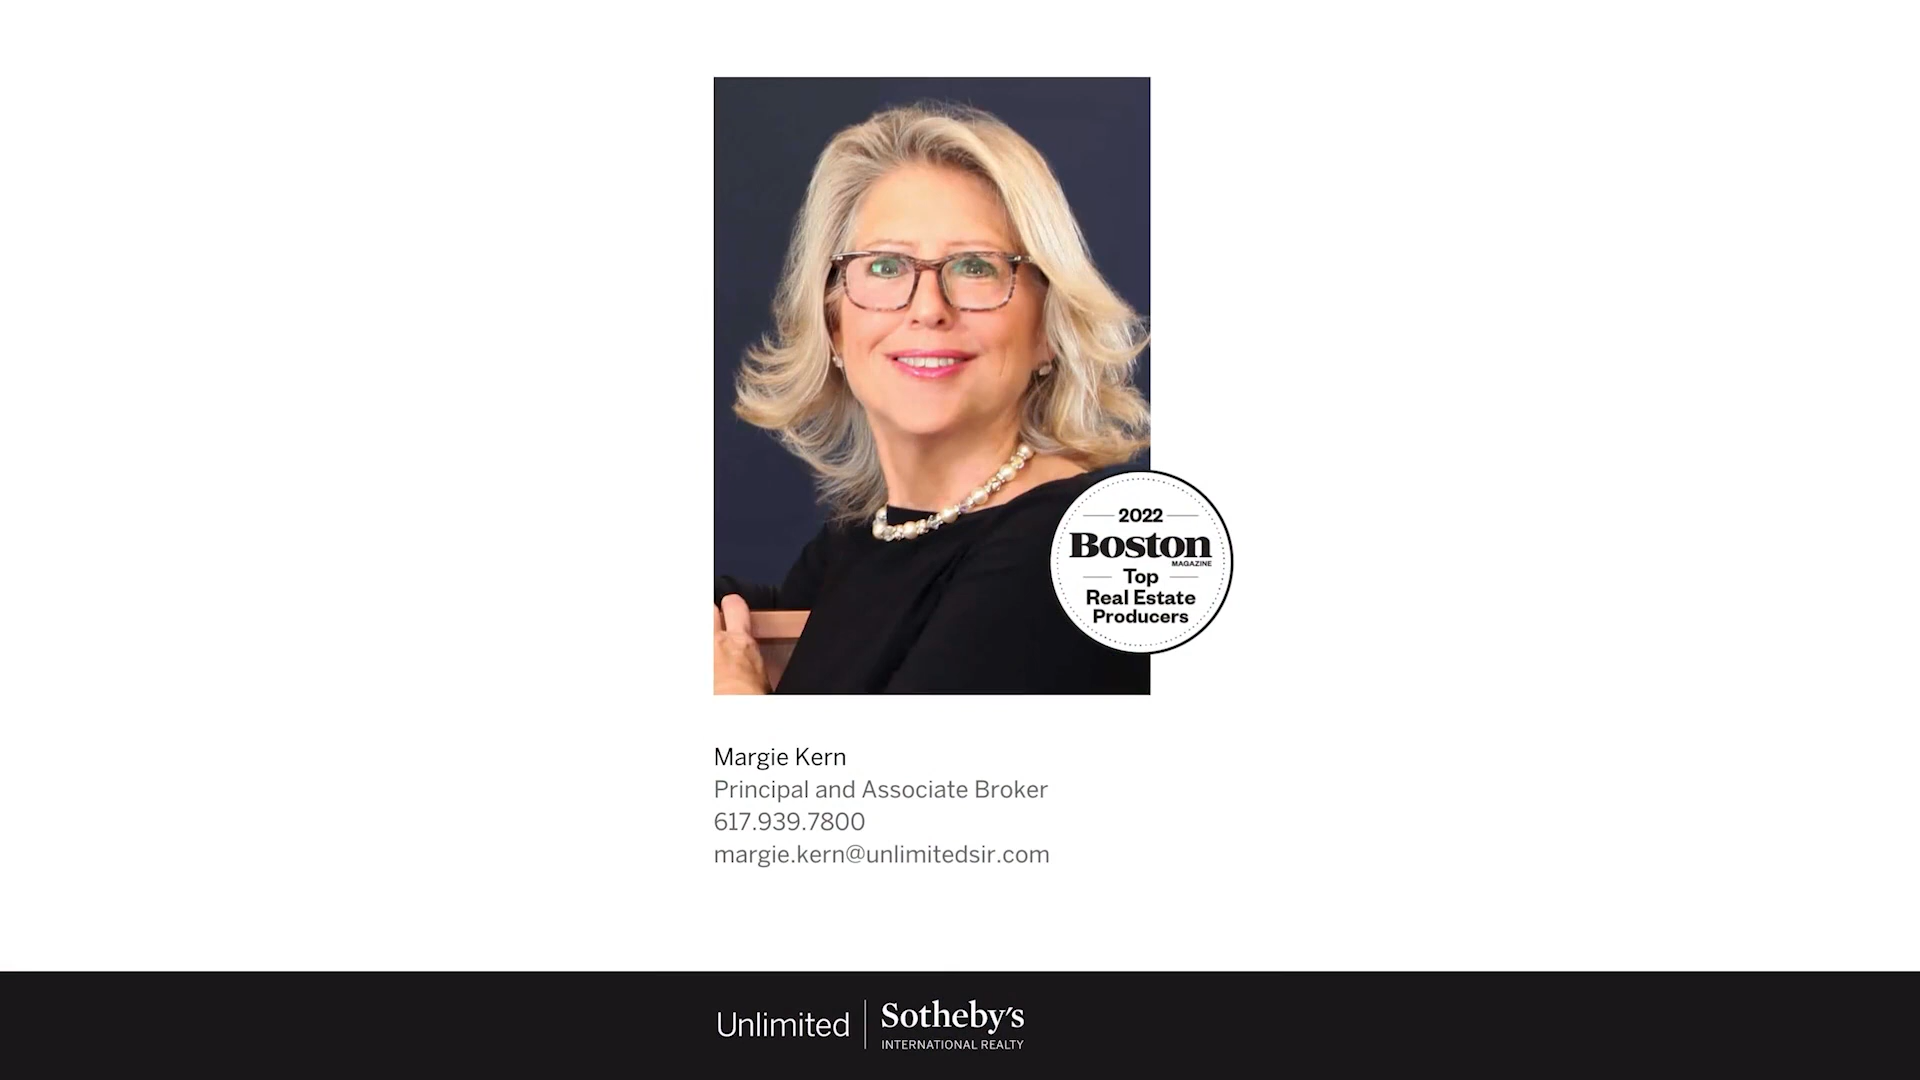 2022
Boston
MAGAZINE
Top
Real Estate
Producers
Margie Kern
Principal and Associate Broker
617.939.7800
margie.kern@unlimitedsir.com
Unlimited
Sotheby's
INTERNATIONAL REALTY